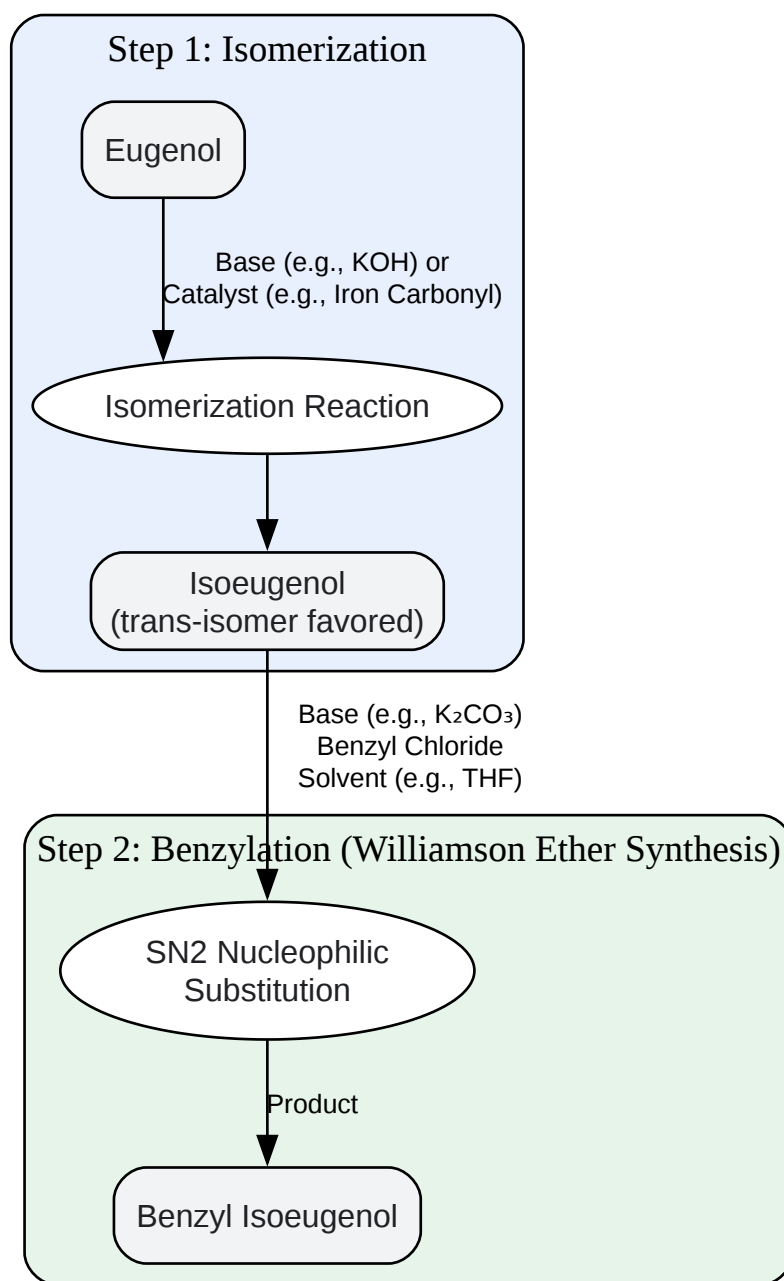 Step 1: Isomerization
Eugenol
Base (e.g., KOH) or
Catalyst (e.g., Iron Carbonyl)
Isomerization Reaction
Isoeugenol
(trans-isomer favored)
Base (e.g., K₂CO₃)
Benzyl Chloride
Solvent (e.g., THF)
Step 2: Benzylation (Williamson Ether Synthesis)
SN2 Nucleophilic
Substitution
Product
Benzyl Isoeugenol